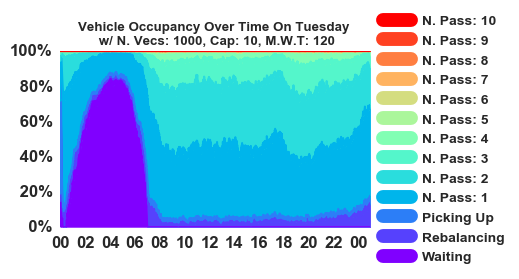 Vehicle Occupancy Over Time On Tuesday
w/ N. Vecs: 1000, Cap: 10, M.W.T: 120
100%
80%
60%
40%
20%
0%
00 02 04 06 08 10 12 14 16 18 20 22 00
N. Pass: 10
N. Pass: 9
N. Pass: 8
N. Pass: 7
N. Pass: 6
N. Pass: 5
N. Pass: 4
N. Pass: 3
N. Pass: 2
N. Pass: 1
Picking Up
Rebalancing
Waiting